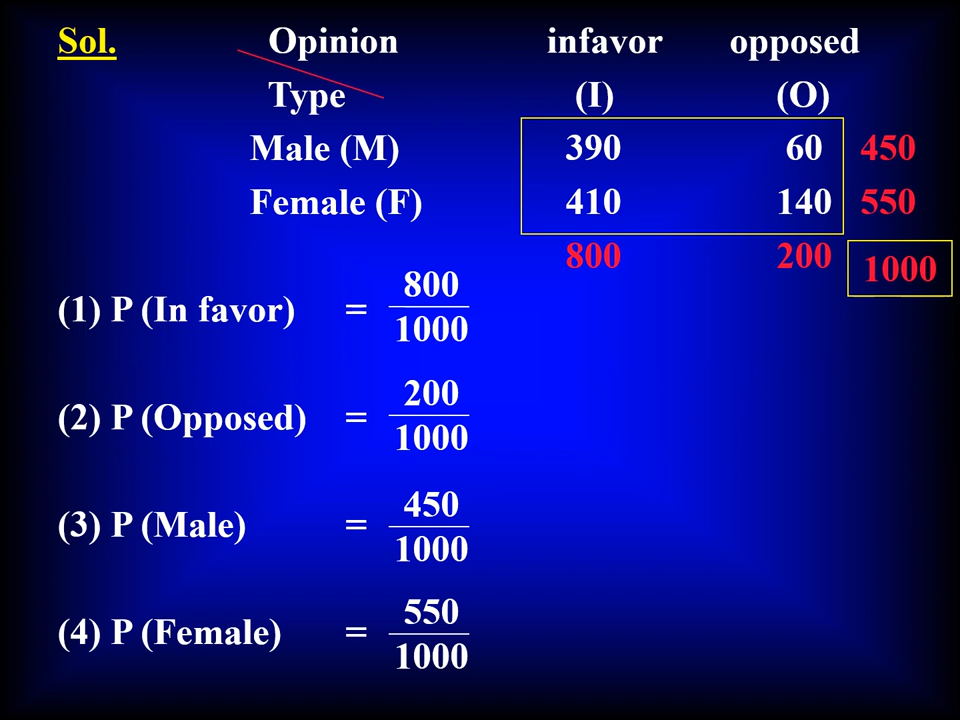 Sol. Opinion infavor opposed
Type (I) (O)
Male (M) 390 60 450
Female (F) 410 140 550
800 200 1000
(1) P (In favor) = 800/1000
(2) P (Opposed) = 200/1000
(3) P (Male) = 450/1000
(4) P (Female) = 550/1000